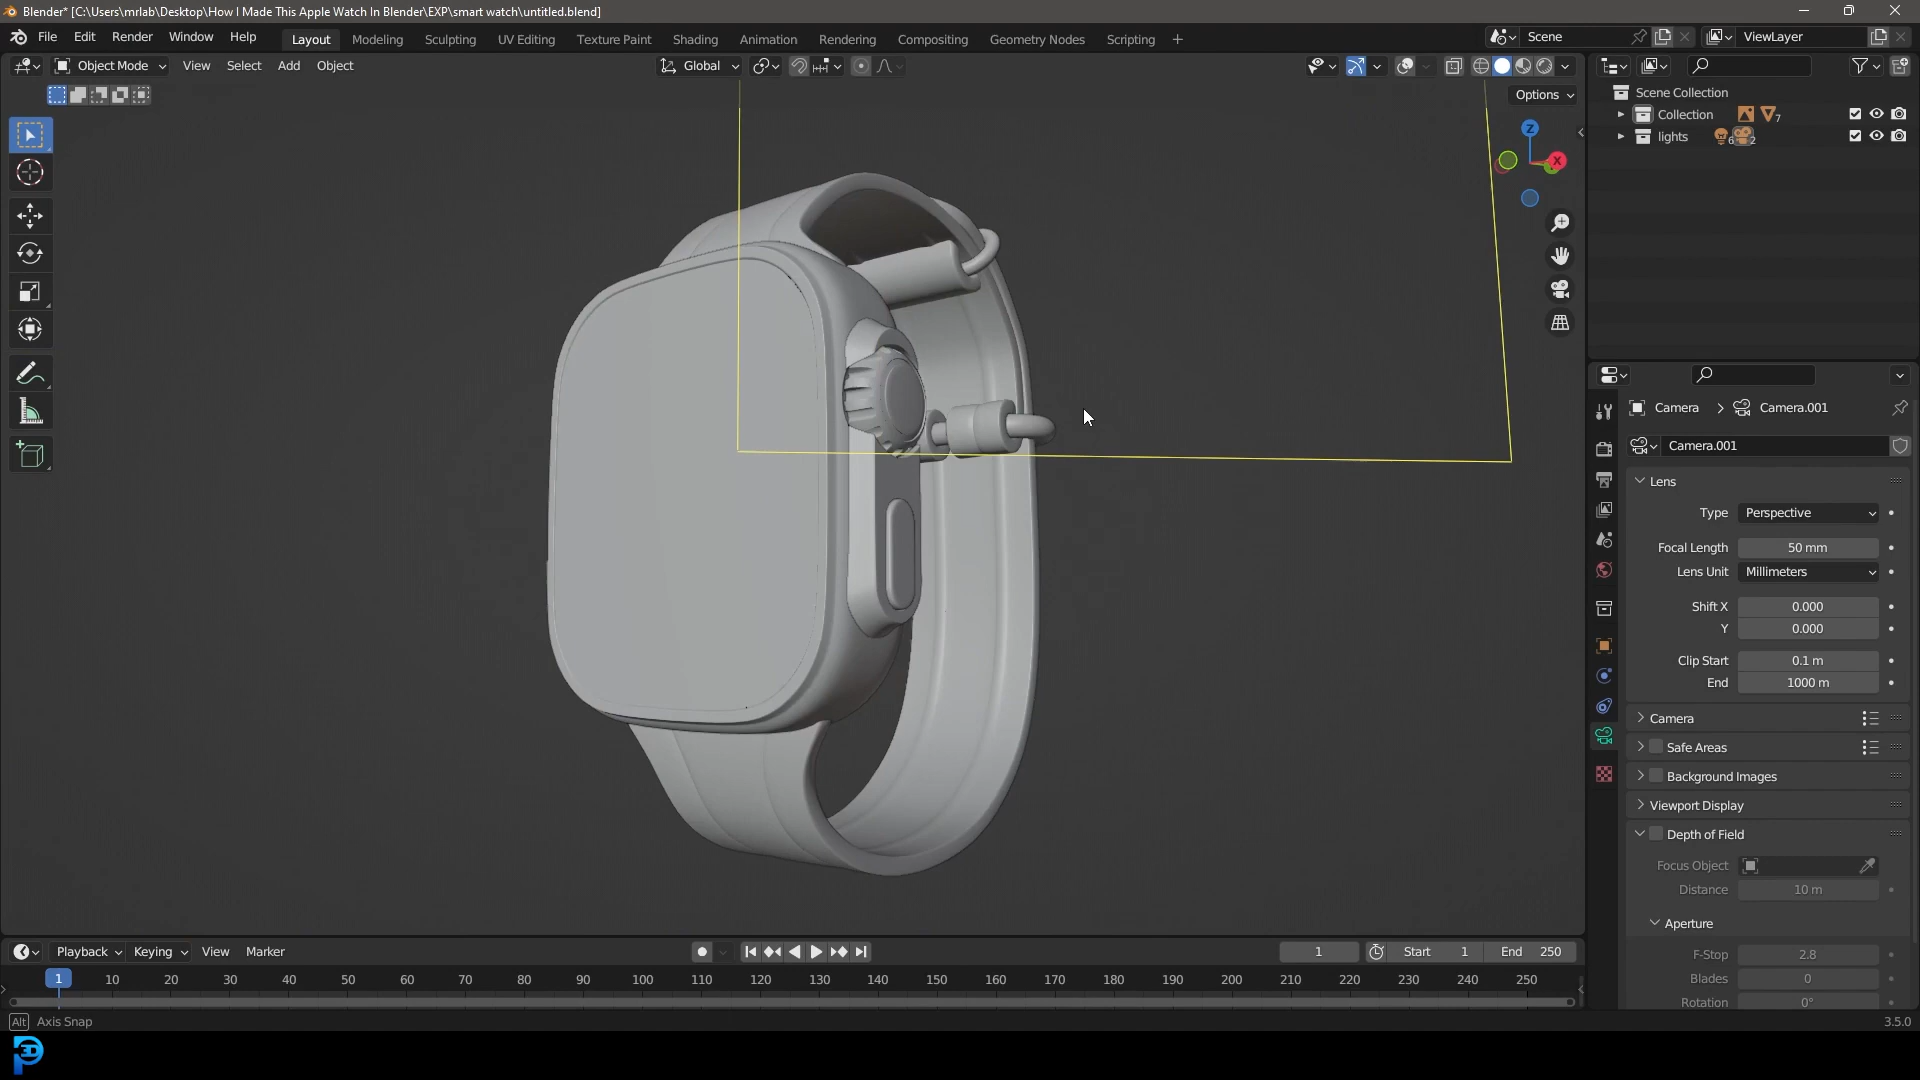 Blender* [C:\Users\mrlab\Desktop\How I Made This Apple Watch In Blender\EXP\smart watch\untitled.blend]
File Edit Render Window Help Layout Modeling Sculpting UV Editing Texture Paint Shading Animation Rendering Compositing Geometry Nodes Scripting + Scene ViewLayer
Object Mode View Select Add Object Global
Options
Z
X
Scene Collection
Collection 7
lights 6 2
Camera > Camera.001
Camera.001
Lens
Type Perspective
Focal Length 50 mm
Lens Unit Millimeters
Shift X 0.000
Y 0.000
Clip Start 0.1 m
End 1000 m
Camera
Safe Areas
Background Images
Viewport Display
Depth of Field
Focus Object
Distance 10 m
Aperture
F-Stop 2.8
Blades 0
Rotation 0°
Playback Keying View Marker 1 Start 1 End 250
1 10 20 30 40 50 60 70 80 90 100 110 120 130 140 150 160 170 180 190 200 210 220 230 240 250
Alt Axis Snap 3.5.0
P3D